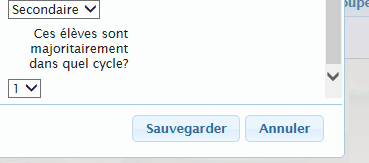 Secondaire
Ces élèves sont
majoritairement
dans quel cycle?
1
Sauvegarder Annuler